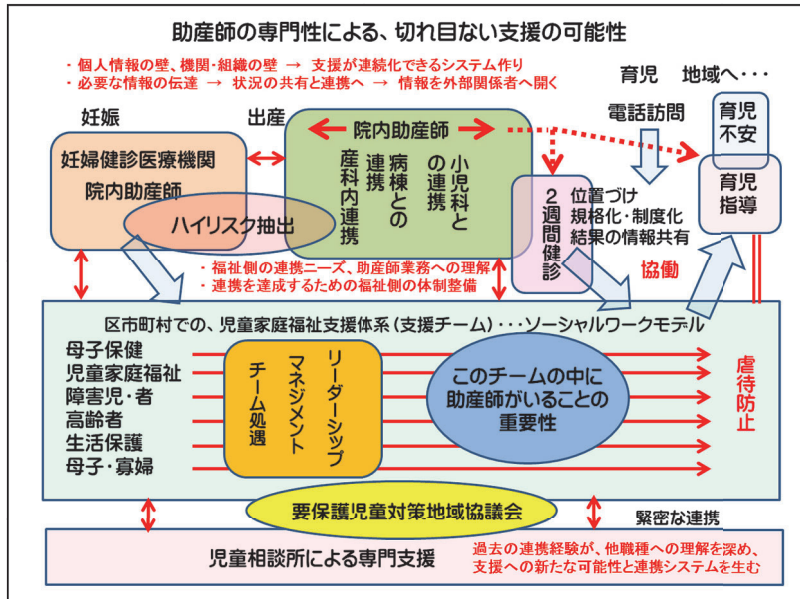 助産師の専門性による、切れ目ない支援の可能性
・個人情報の壁、機関・組織の壁 → 支援が連続化できるシステム作り
・必要な情報の伝達 → 状況の共有と連携へ → 情報を外部関係者へ開く
育児 地域へ・・・
妊娠
出産
電話訪問
育児
不安
妊婦健診医療機関
院内助産師
院内助産師
小児科と
の連携
病棟との
連携
産科内連携
ハイリスク抽出
2週間健診
位置づけ
規格化・制度化
結果の情報共有
育児
指導
協働
・福祉側の連携ニーズ、助産師業務への理解
・連携を達成するための福祉側の体制整備
区市町村での、児童家庭福祉支援体系(支援チーム)・・・ソーシャルワークモデル
母子保健
児童家庭福祉
障害児・者
高齢者
生活保護
母子・寡婦
リーダーシップ
マネジメント
チーム処遇
このチームの中に
助産師がいることの
重要性
虐待防止
要保護児童対策地域協議会
緊密な連携
児童相談所による専門支援
過去の連携経験が、他職種への理解を深め、
支援への新たな可能性と連携システムを生む